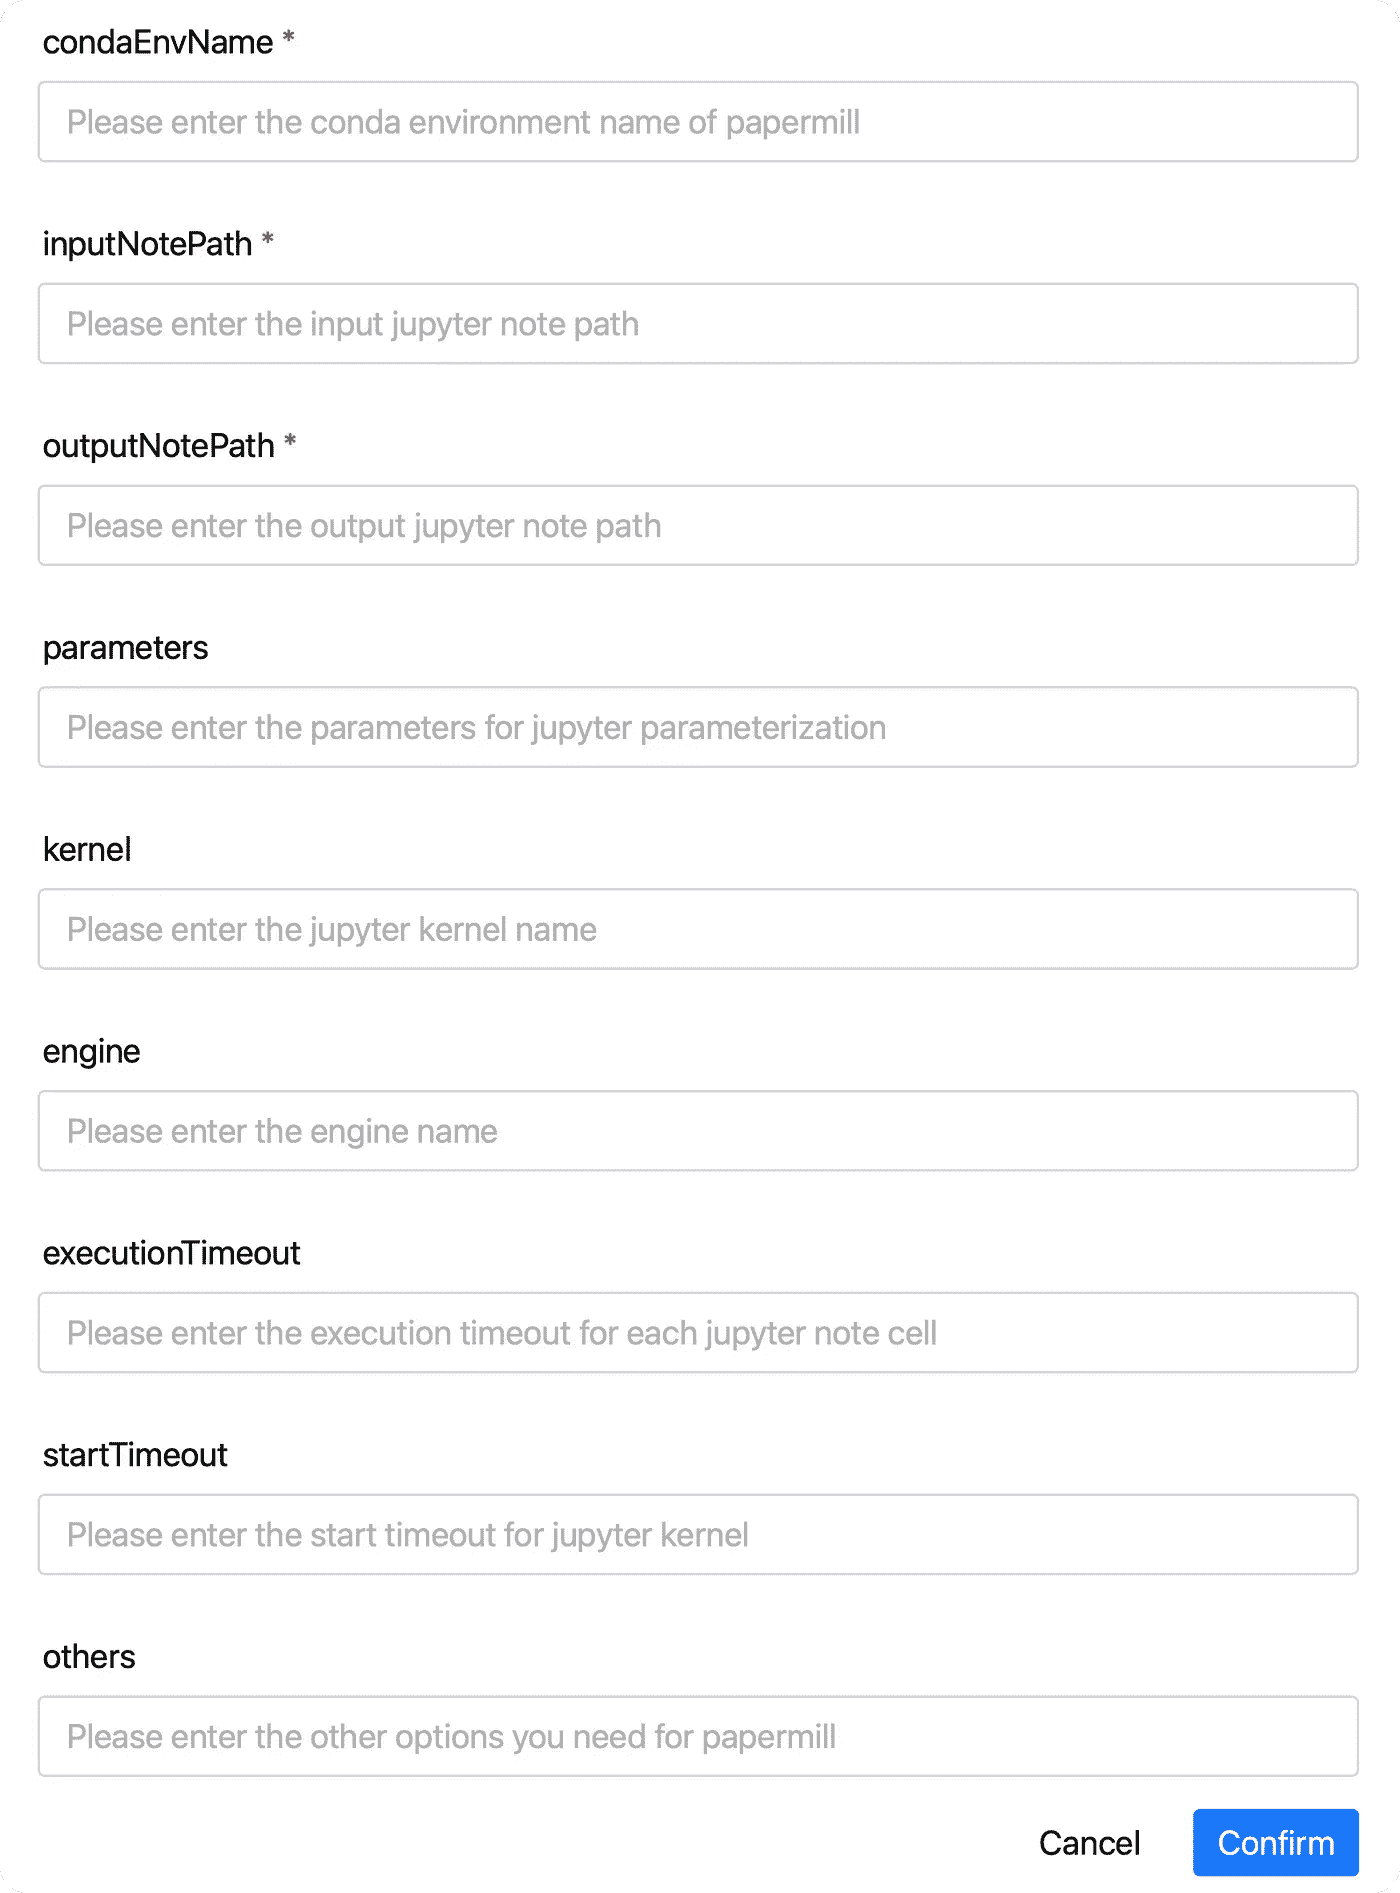 condaEnvName *
Please enter the conda environment name of papermill
inputNotePath *
Please enter the input jupyter note path
outputNotePath *
Please enter the output jupyter note path
parameters
Please enter the parameters for jupyter parameterization
kernel
Please enter the jupyter kernel name
engine
Please enter the engine name
executionTimeout
Please enter the execution timeout for each jupyter note cell
startTimeout
Please enter the start timeout for jupyter kernel
others
Please enter the other options you need for papermill
Cancel Confirm